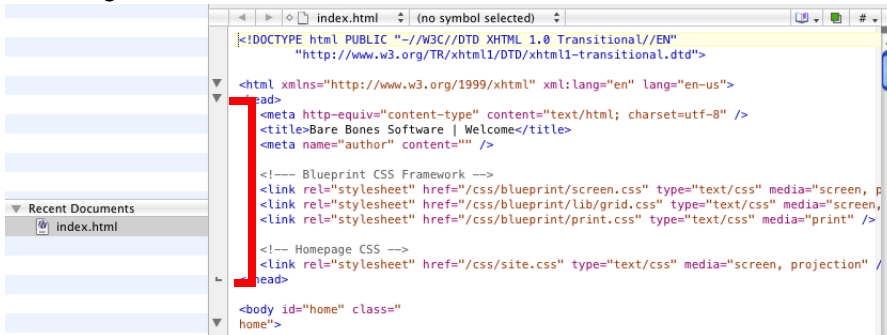 index.html (no symbol selected) #
<!DOCTYPE html PUBLIC "-//W3C//DTD XHTML 1.0 Transitional//EN"
"http://www.w3.org/TR/xhtml1/DTD/xhtml1-transitional.dtd">
<html xmlns="http://www.w3.org/1999/xhtml" xml:lang="en" lang="en-us">
head>
<meta http-equiv="content-type" content="text/html; charset=utf-8" />
<title>Bare Bones Software | Welcome</title>
<meta name="author" content="" />
<!--- Blueprint CSS Framework -->
<link rel="stylesheet" href="/css/blueprint/screen.css" type="text/css" media="screen, p
<link rel="stylesheet" href="/css/blueprint/lib/grid.css" type="text/css" media="screen,
<link rel="stylesheet" href="/css/blueprint/print.css" type="text/css" media="print" />
<!-- Homepage CSS -->
<link rel="stylesheet" href="/css/site.css" type="text/css" media="screen, projection" /
head>
<body id="home" class="
home">
Recent Documents
index.html